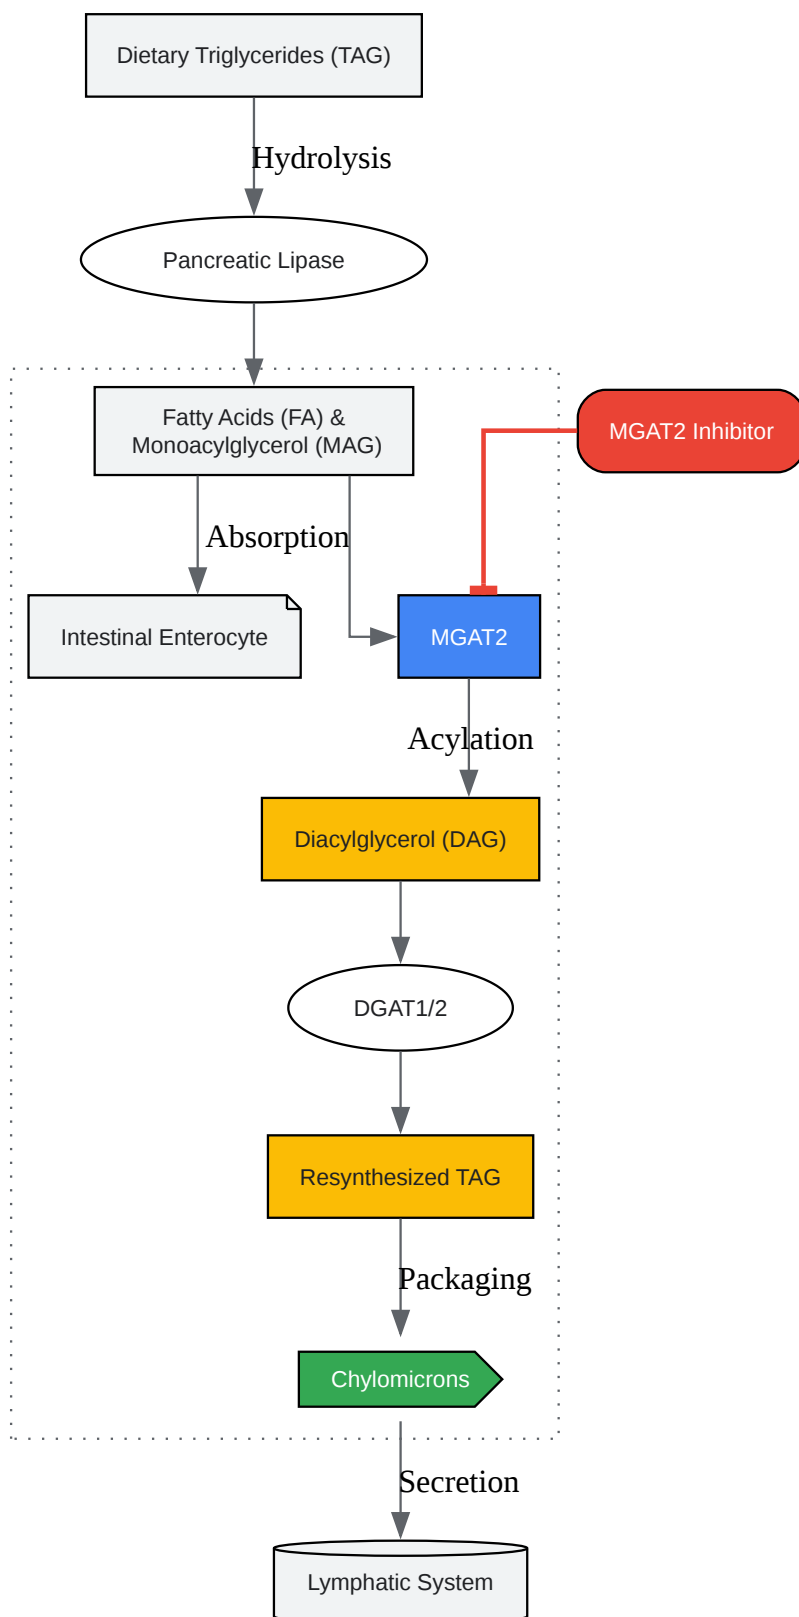 Dietary Triglycerides (TAG)
Hydrolysis
Pancreatic Lipase
Fatty Acids (FA) &
Monoacylglycerol (MAG)
MGAT2 Inhibitor
Absorption
Intestinal Enterocyte
MGAT2
Acylation
Diacylglycerol (DAG)
DGAT1/2
Resynthesized TAG
Packaging
Chylomicrons
Secretion
Lymphatic System